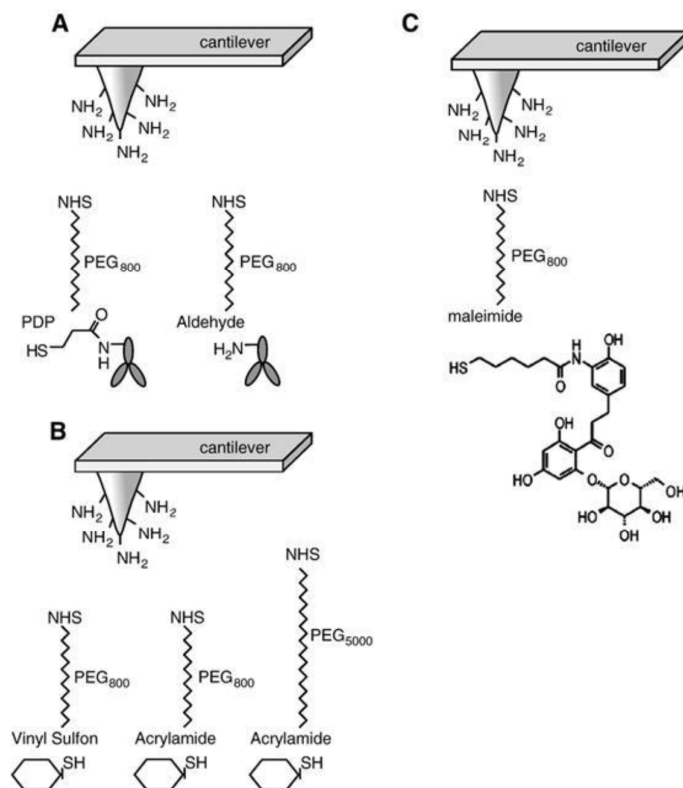 A
cantilever
NH₂
NH₂
NH₂
NH₂
NH₂
NHS
PEG₈₀₀
PDP
O
HS
N
H
NHS
PEG₈₀₀
Aldehyde
H₂N
B
cantilever
NH₂
NH₂
NH₂
NH₂
NH₂
NHS
PEG₈₀₀
Vinyl Sulfon
SH
NHS
PEG₈₀₀
Acrylamide
SH
NHS
PEG₅₀₀₀
Acrylamide
SH
C
cantilever
NH₂
NH₂
NH₂
NH₂
NH₂
NHS
PEG₈₀₀
maleimide
OH
HS
H
N
O
OH
O
HO
O
O
OH
HO
OH
OH